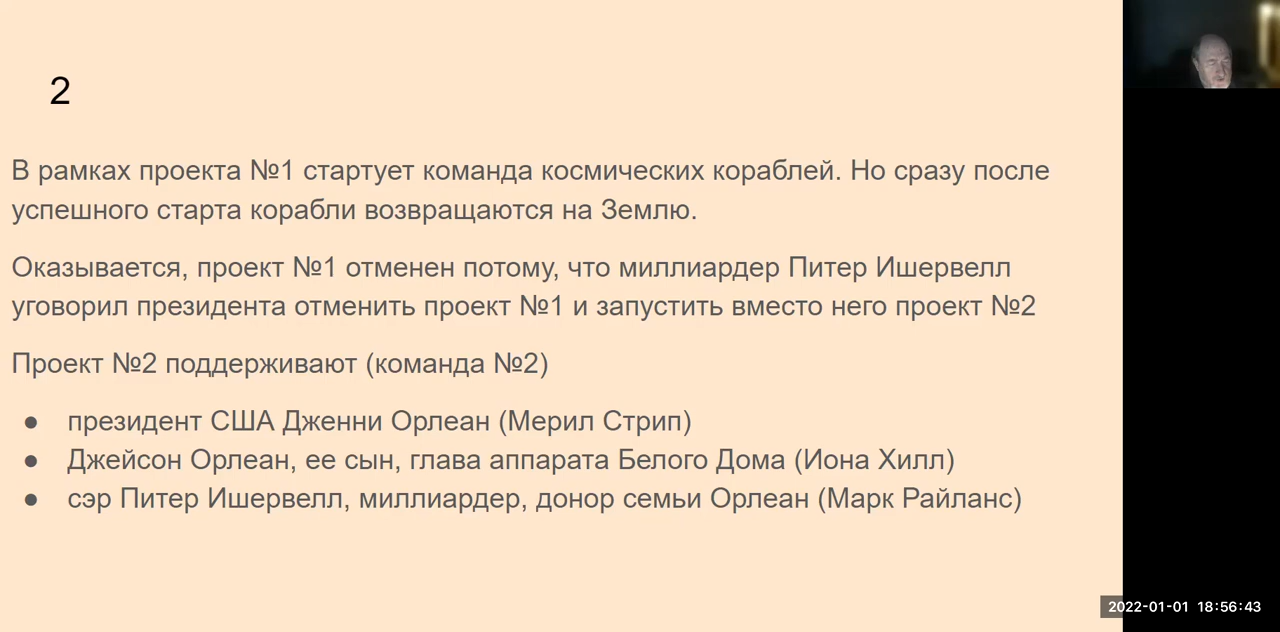 2
В рамках проекта №1 стартует команда космических кораблей. Но сразу после
успешного старта корабли возвращаются на Землю.
Оказывается, проект №1 отменен потому, что миллиардер Питер Ишервелл
уговорил президента отменить проект №1 и запустить вместо него проект №2
Проект №2 поддерживают (команда №2)
● президент США Дженни Орлеан (Мерил Стрип)
● Джейсон Орлеан, ее сын, глава аппарата Белого Дома (Иона Хилл)
● сэр Питер Ишервелл, миллиардер, донор семьи Орлеан (Марк Райланс)
2022-01-01 18:56:43